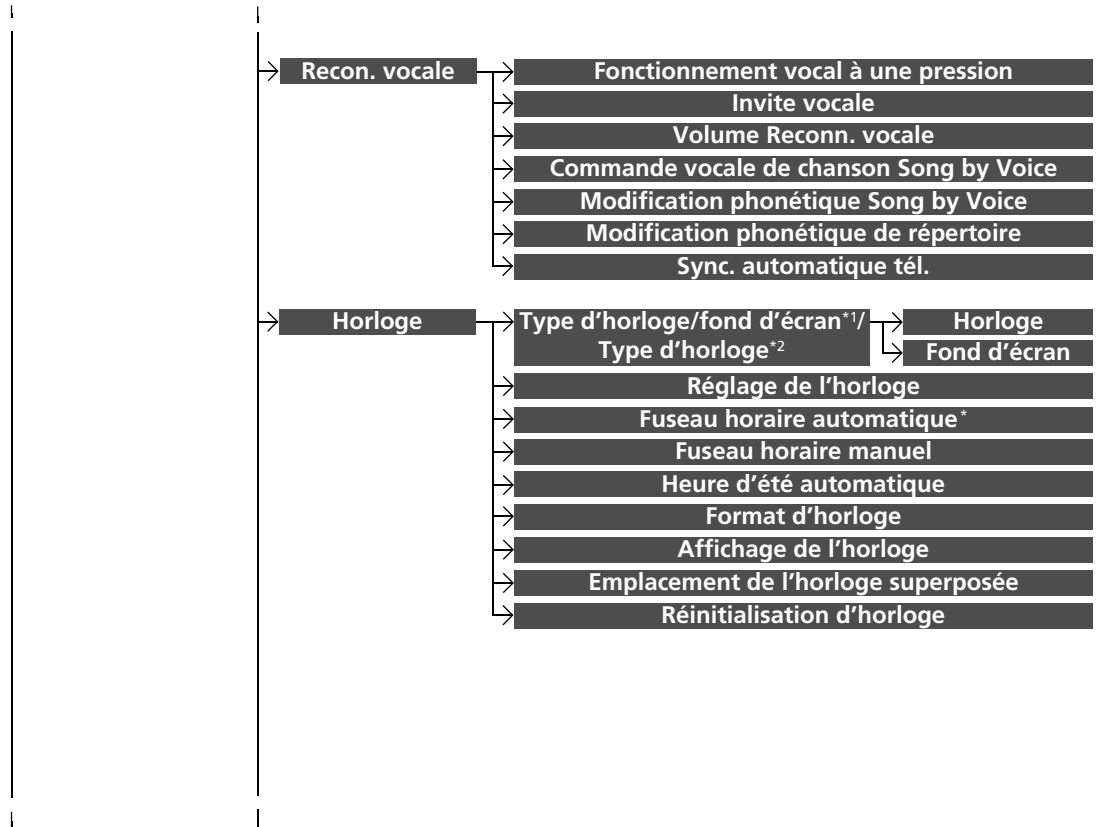 Recon. vocale
Fonctionnement vocal à une pression
Invite vocale
Volume Reconn. vocale
Commande vocale de chanson Song by Voice
Modification phonétique Song by Voice
Modification phonétique de répertoire
Sync. automatique tél.
Horloge
Type d'horloge/fond d'écran*1/
Type d'horloge*2
Horloge
Fond d'écran
Réglage de l'horloge
Fuseau horaire automatique*
Fuseau horaire manuel
Heure d'été automatique
Format d'horloge
Affichage de l'horloge
Emplacement de l'horloge superposée
Réinitialisation d'horloge